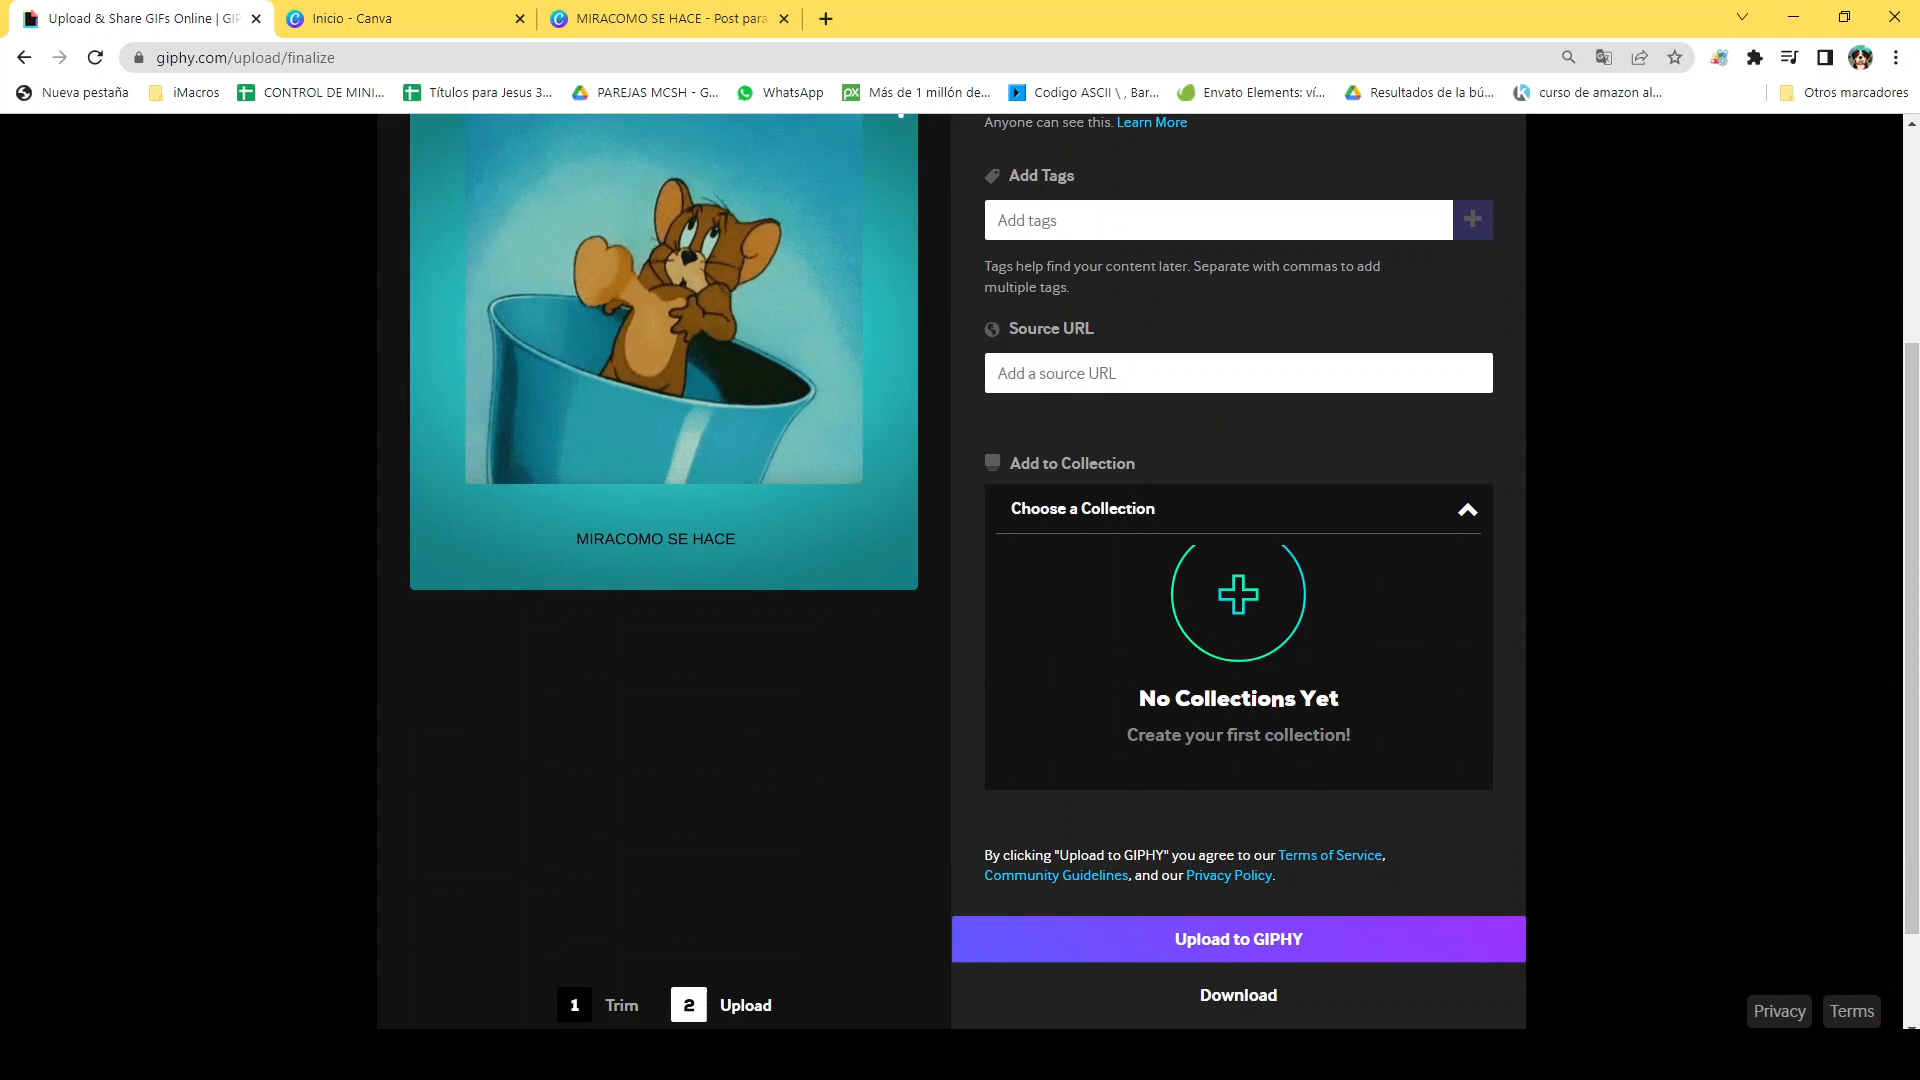 Upload & Share GIFs Online | GIP
Inicio - Canva
MIRACOMO SE HACE - Post para
giphy.com/upload/finalize
Nueva pestaña
iMacros
CONTROL DE MINI...
Títulos para Jesus 3...
PAREJAS MCSH - G...
WhatsApp
px
Más de 1 millón de...
Codigo ASCII \ , Bar...
Envato Elements: ví...
Resultados de la bú...
curso de amazon al...
Otros marcadores
Anyone can see this. Learn More
Add Tags
Add tags
Tags help find your content later. Separate with commas to add
multiple tags.
Source URL
Add a source URL
Add to Collection
Choose a Collection
No Collections Yet
Create your first collection!
MIRACOMO SE HACE
By clicking "Upload to GIPHY" you agree to our Terms of Service,
Community Guidelines, and our Privacy Policy.
Upload to GIPHY
Download
1 Trim 2 Upload
Privacy Terms